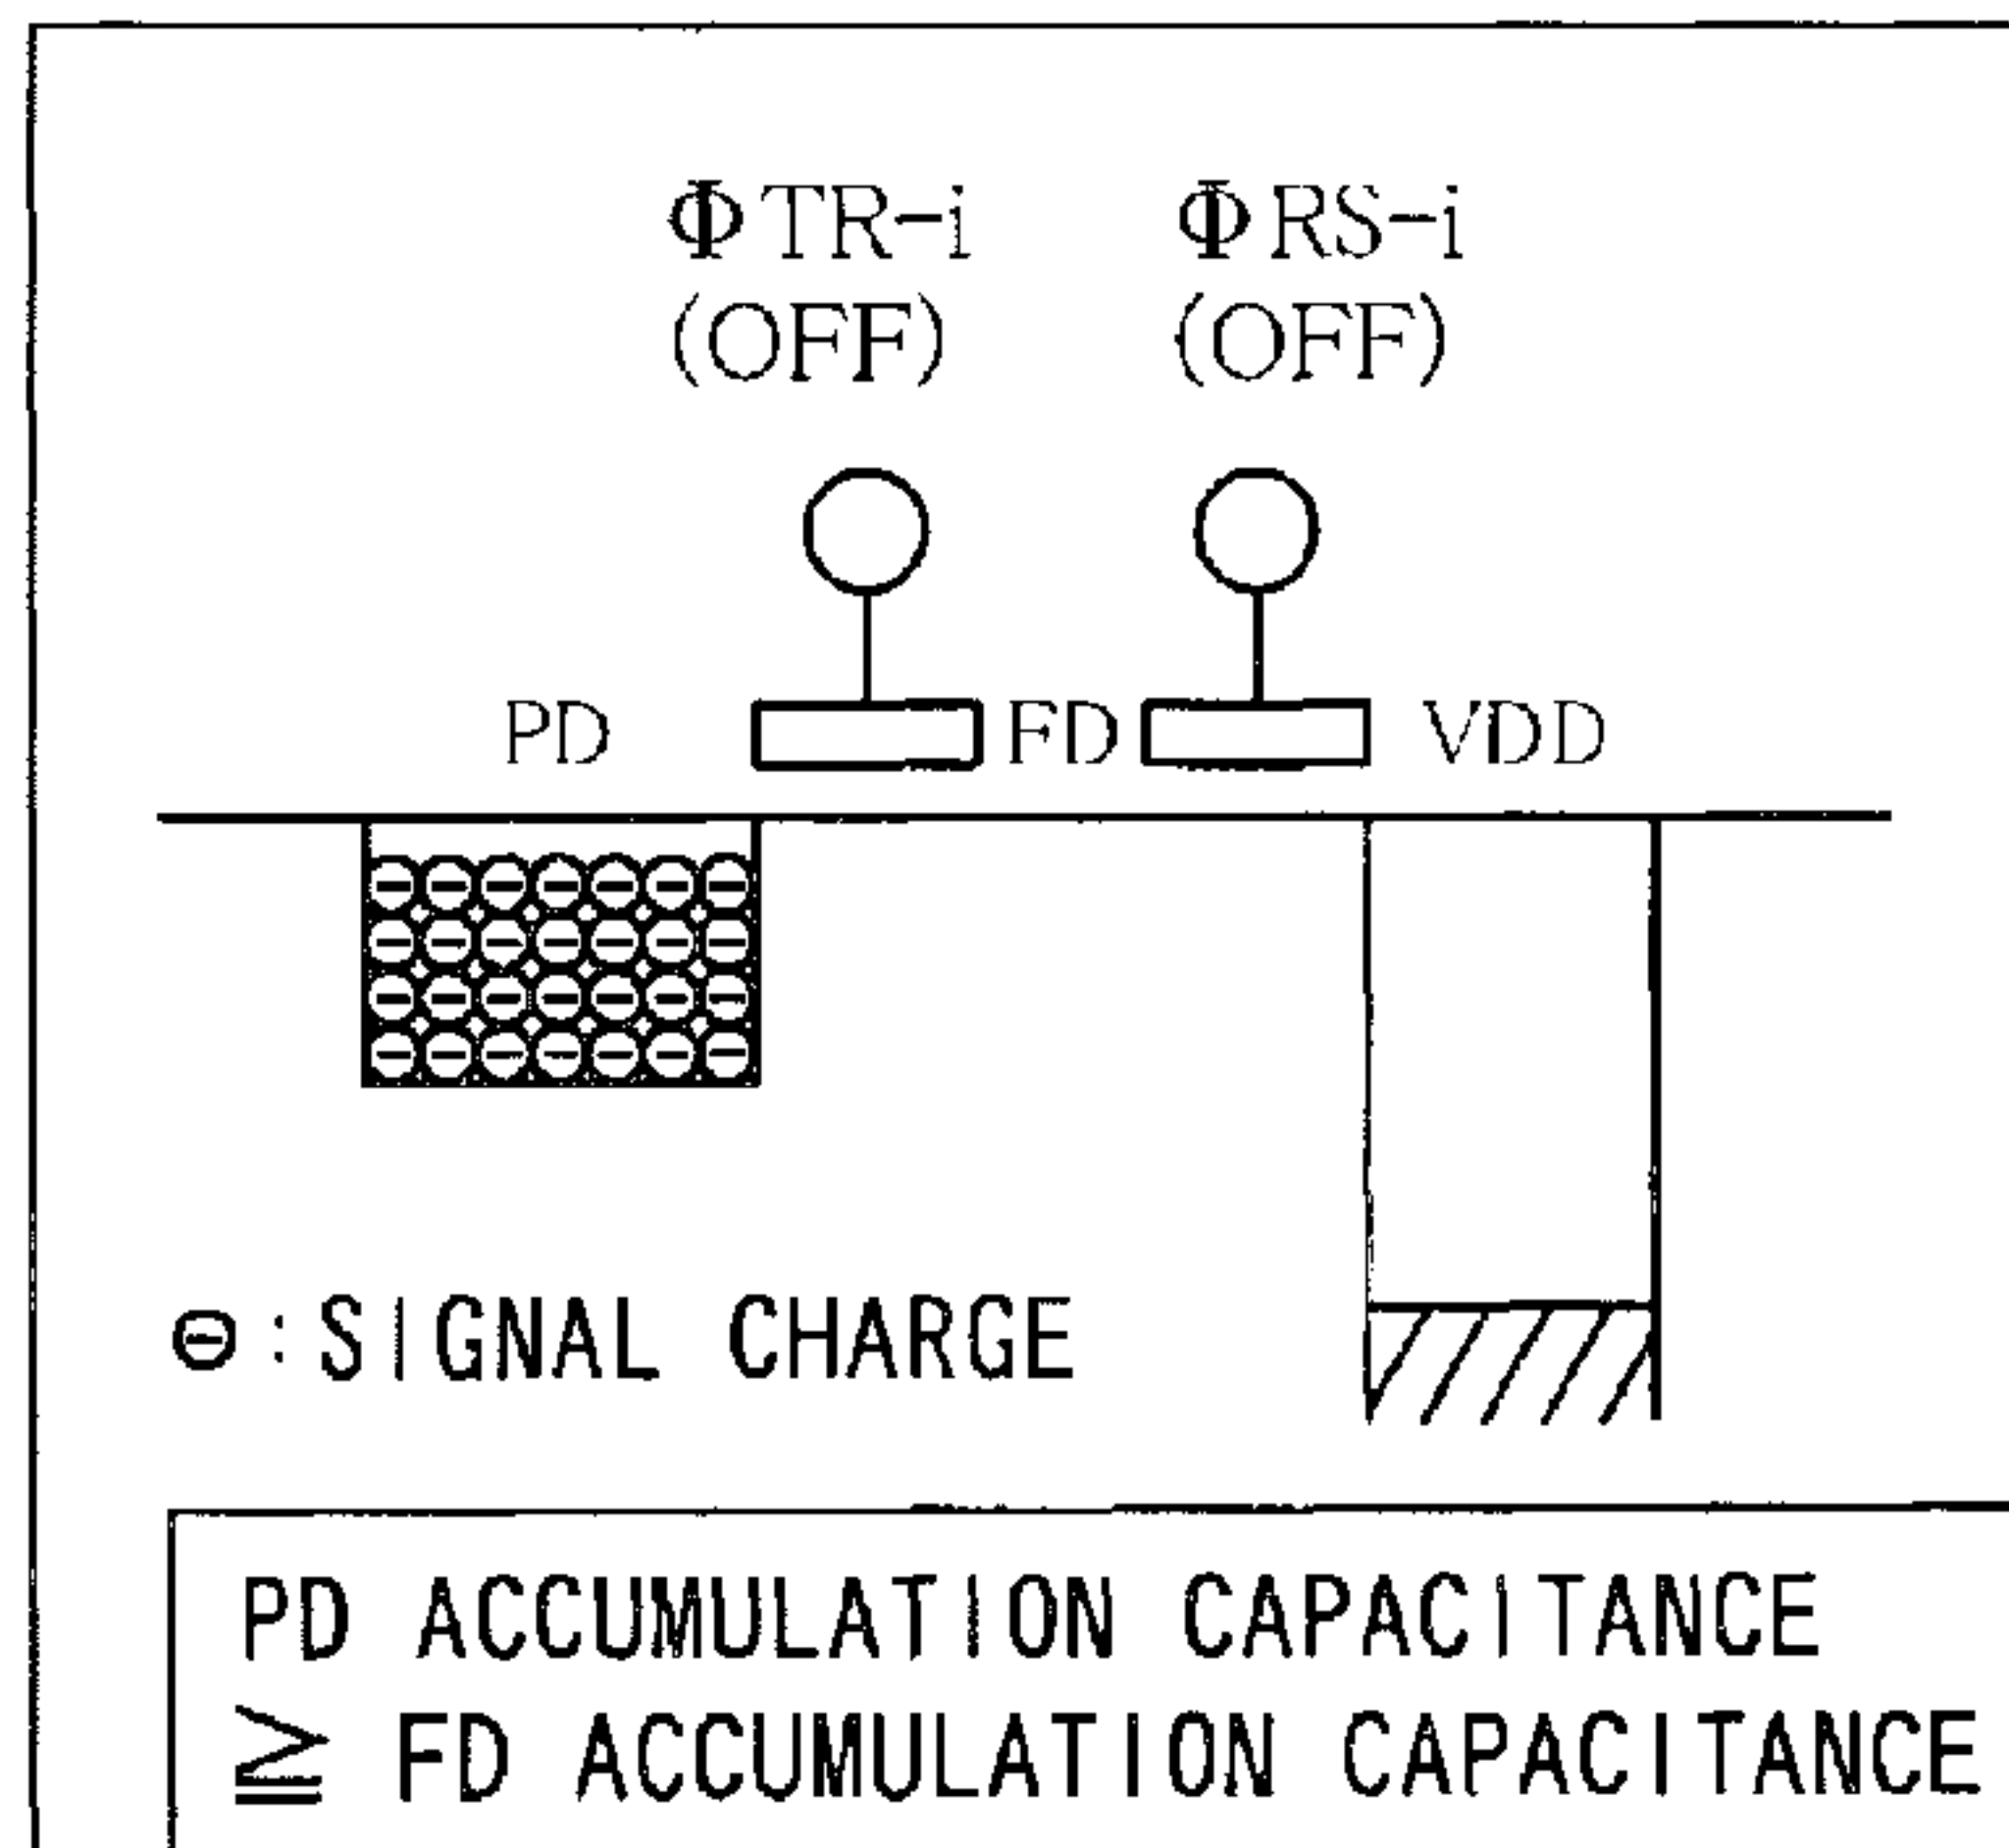 ΦTR-i ΦRS-i
(OFF) (OFF)
PD FD VDD
⊖:SIGNAL CHARGE
PD ACCUMULATION CAPACITANCE
≧ FD ACCUMULATION CAPACITANCE